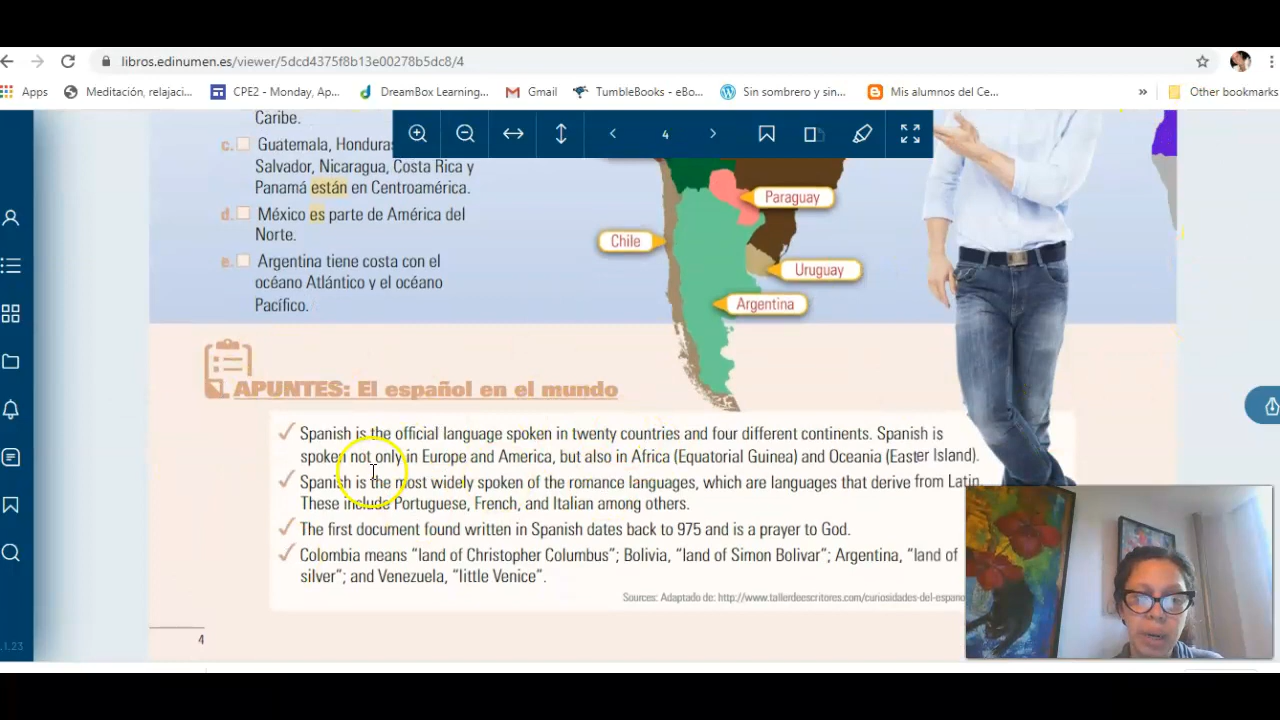 libros.edinumen.es/viewer/5dcd4375f8b13e00278b5dc8/4
Apps
Meditación, relajaci...
CPE2 - Monday, Ap...
DreamBox Learning...
Gmail
TumbleBooks - eBo...
Sin sombrero y sin...
Mis alumnos del Ce...
»
Other bookmarks
4
Caribe.
c. Guatemala, Hondura
Salvador, Nicaragua, Costa Rica y
Panamá están en Centroamérica.
d. México es parte de América del
Norte.
e. Argentina tiene costa con el
océano Atlántico y el océano
Pacífico.
Paraguay
Chile
Uruguay
Argentina
APUNTES: El español en el mundo
✓ Spanish is the official language spoken in twenty countries and four different continents. Spanish is
spoken not only in Europe and America, but also in Africa (Equatorial Guinea) and Oceania (Easter Island).
✓ Spanish is the most widely spoken of the romance languages, which are languages that derive from Latin.
These include Portuguese, French, and Italian among others.
✓ The first document found written in Spanish dates back to 975 and is a prayer to God.
✓ Colombia means “land of Christopher Columbus”; Bolivia, “land of Simon Bolivar”; Argentina, “land of
silver”; and Venezuela, “little Venice”.
Sources: Adaptado de: http://www.tallerdeescritores.com/curiosidades-del-espano
4
.1.23